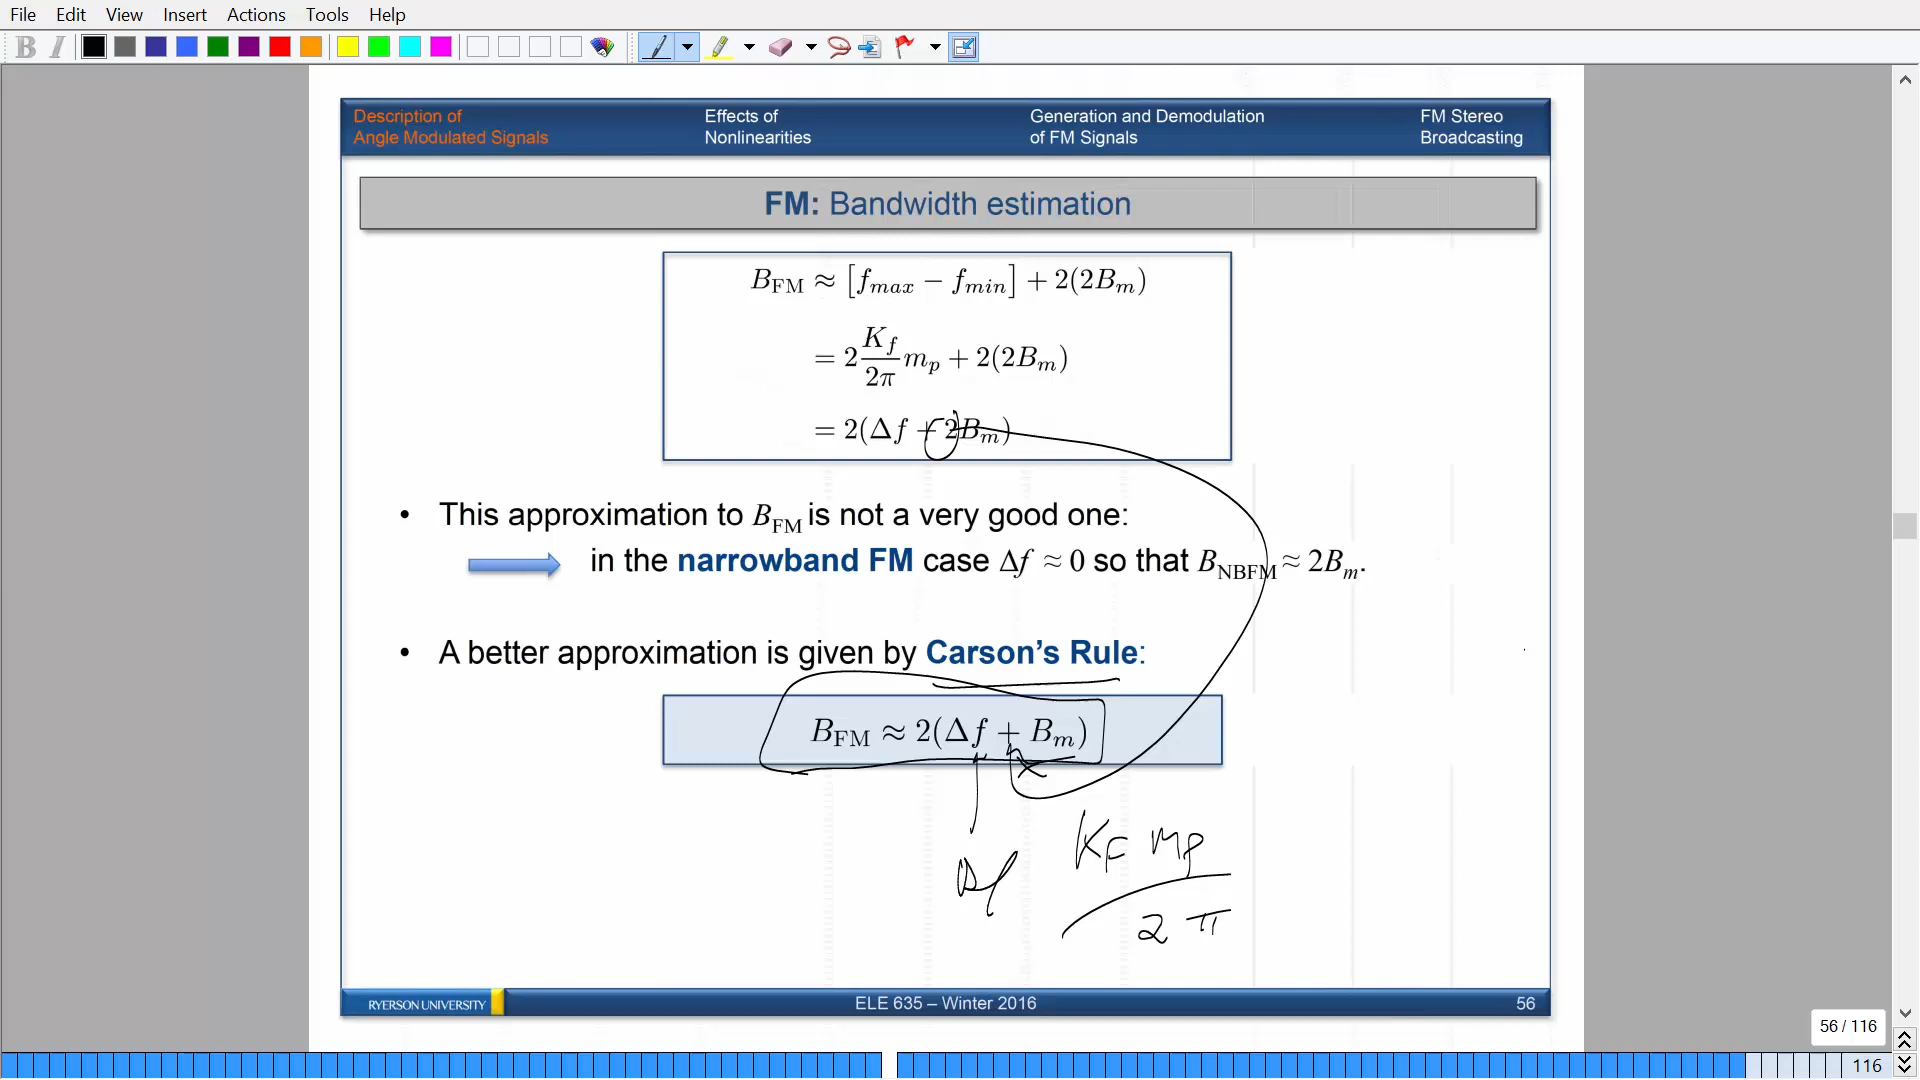 File Edit View Insert Actions Tools Help
B I
Description of Angle Modulated Signals
Effects of Nonlinearities
Generation and Demodulation of FM Signals
FM Stereo Broadcasting
FM: Bandwidth estimation
B_FM ≈ [f_max − f_min] + 2(2B_m)
= 2 K_f/2π m_p + 2(2B_m)
= 2(Δf + 2B_m)
• This approximation to B_FM is not a very good one:
in the narrowband FM case Δf ≈ 0 so that B_NBFM ≈ 2B_m.
• A better approximation is given by Carson's Rule:
B_FM ≈ 2(Δf + B_m)
Δf
K_F m_p
2 π
RYERSON UNIVERSITY
ELE 635 – Winter 2016
56
56 / 116
116